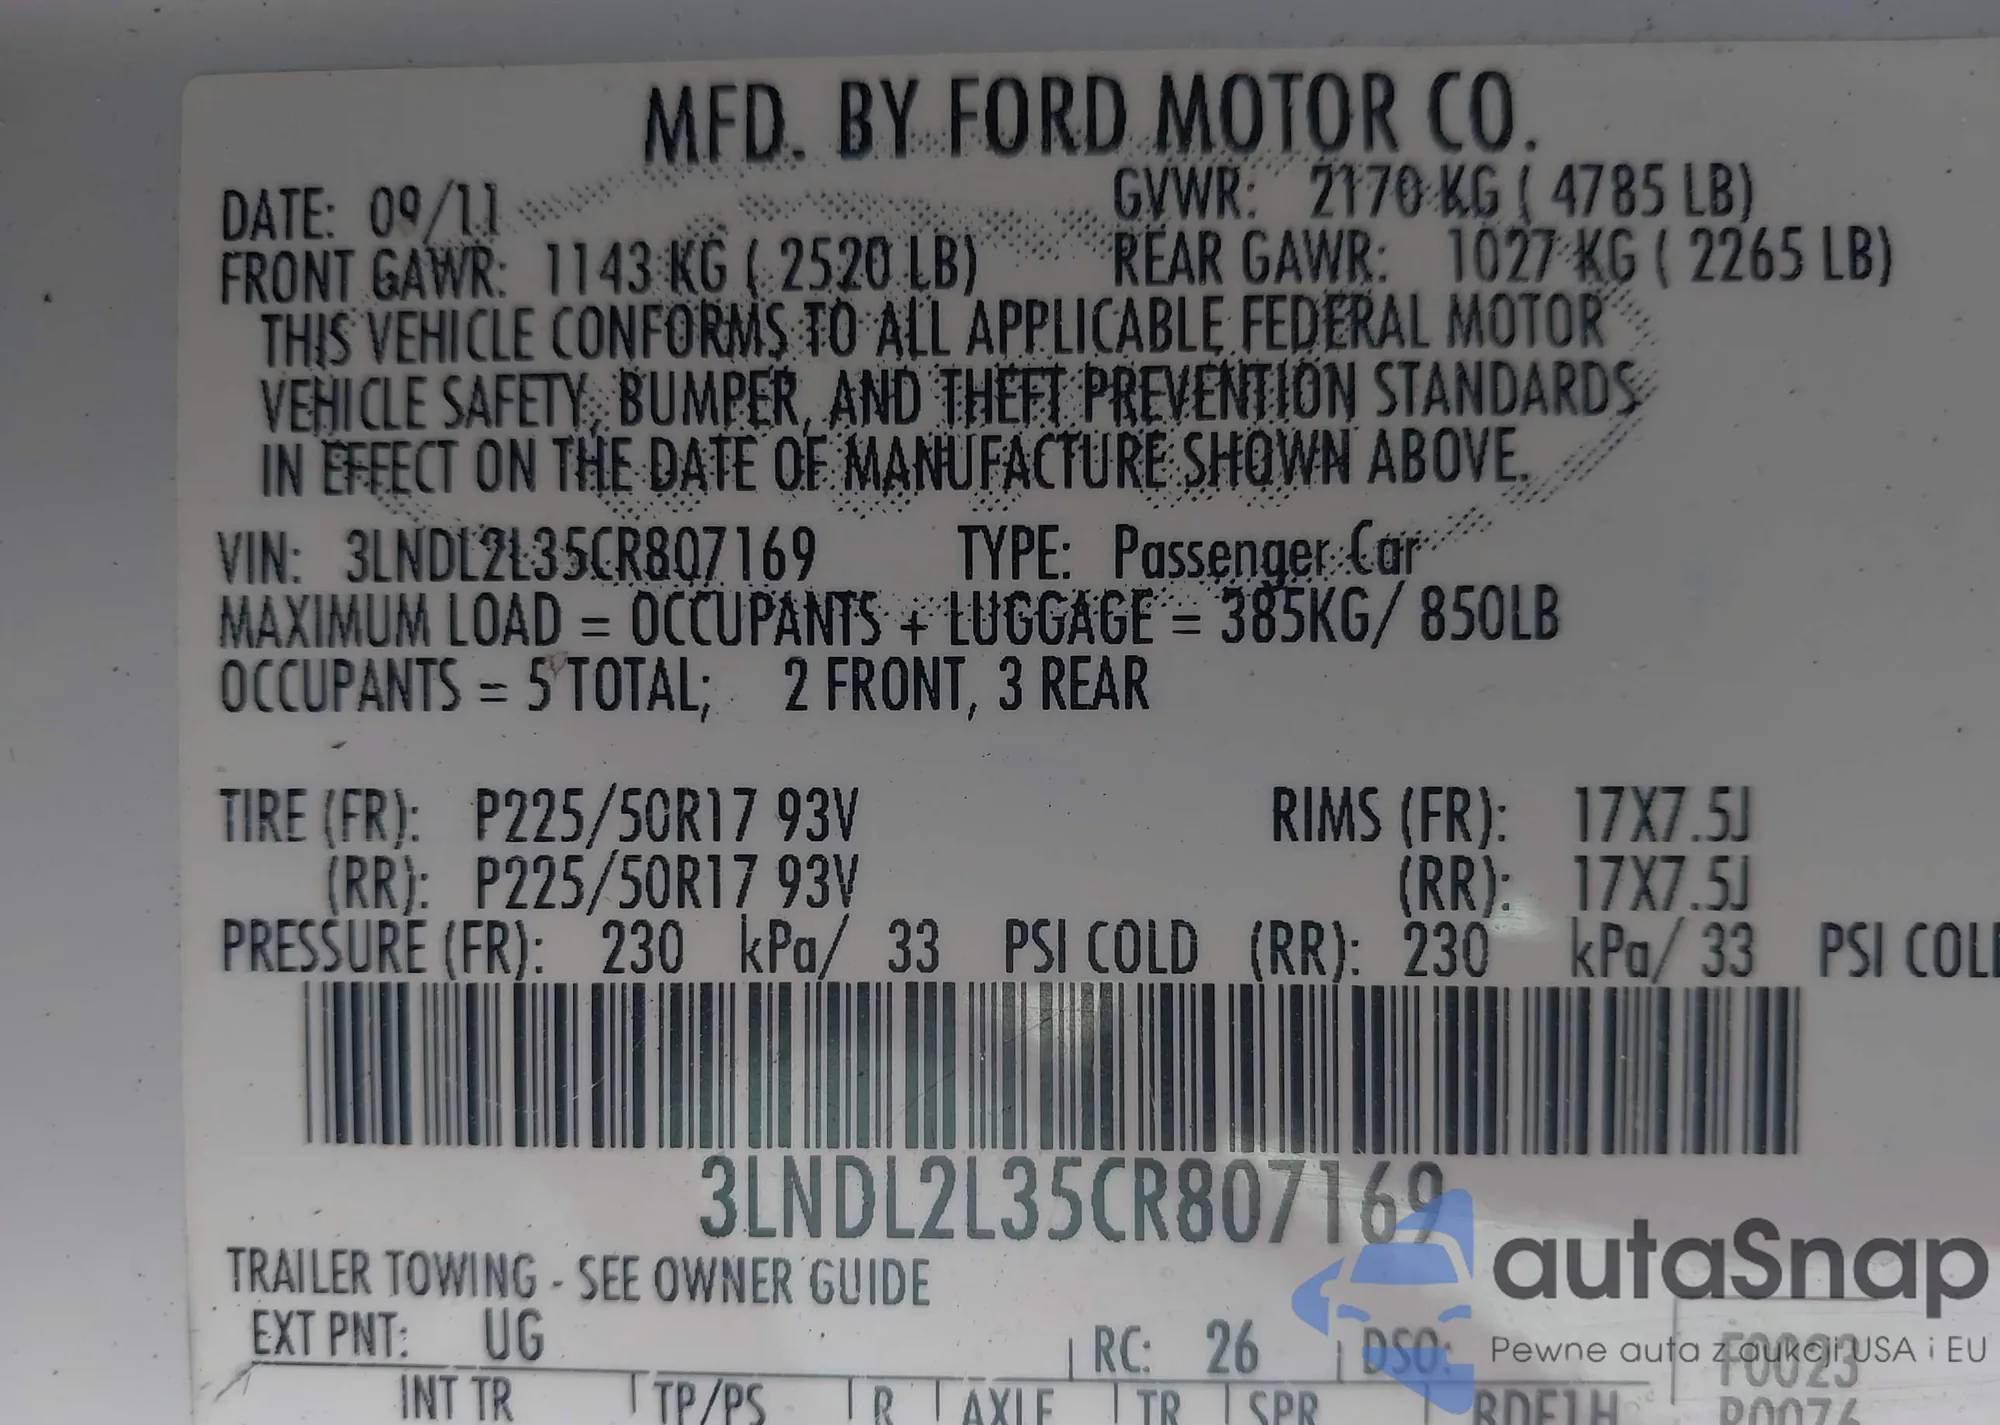 MFD. BY FORD MOTOR CO.
DATE: 09/11 GVWR: 2170 KG ( 4785 LB)
FRONT GAWR: 1143 KG ( 2520 LB) REAR GAWR: 1027 KG ( 2265 LB)
THIS VEHICLE CONFORMS TO ALL APPLICABLE FEDERAL MOTOR
VEHICLE SAFETY, BUMPER, AND THEFT PREVENTION STANDARDS
IN EFFECT ON THE DATE OF MANUFACTURE SHOWN ABOVE.
VIN: 3LNDL2L35CR807169 TYPE: Passenger Car
MAXIMUM LOAD = OCCUPANTS + LUGGAGE = 385KG/ 850LB
OCCUPANTS = 5 TOTAL; 2 FRONT, 3 REAR
TIRE (FR): P225/50R17 93V RIMS (FR): 17X7.5J
(RR): P225/50R17 93V (RR): 17X7.5J
PRESSURE (FR): 230 kPa/ 33 PSI COLD (RR): 230 kPa/ 33 PSI COLD
3LNDL2L35CR807169
TRAILER TOWING - SEE OWNER GUIDE
EXT PNT: UG RC: 26 DSO:
autaSnap
Pewne auta z aukcji USA i EU
F0023
INT TR TP/PS R AXLE TR SPR